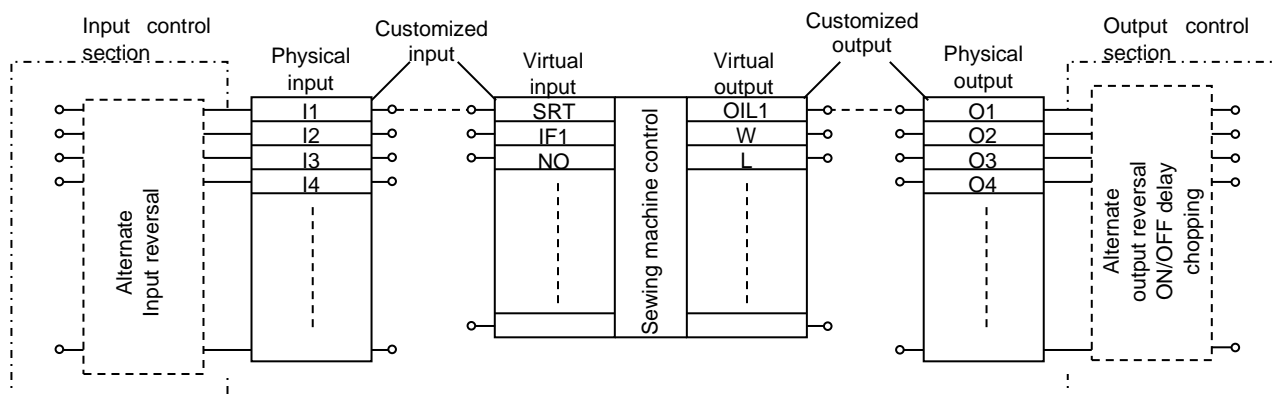 Input control
section
Physical
input
Customized
input
Virtual
input
Virtual
output
Customized
output
Physical
output
Output control
section
Alternate
Input reversal
I1
I2
I3
I4
SRT
IF1
NO
Sewing machine control
OIL1
W
L
O1
O2
O3
O4
Alternate
output reversal
ON/OFF delay
chopping